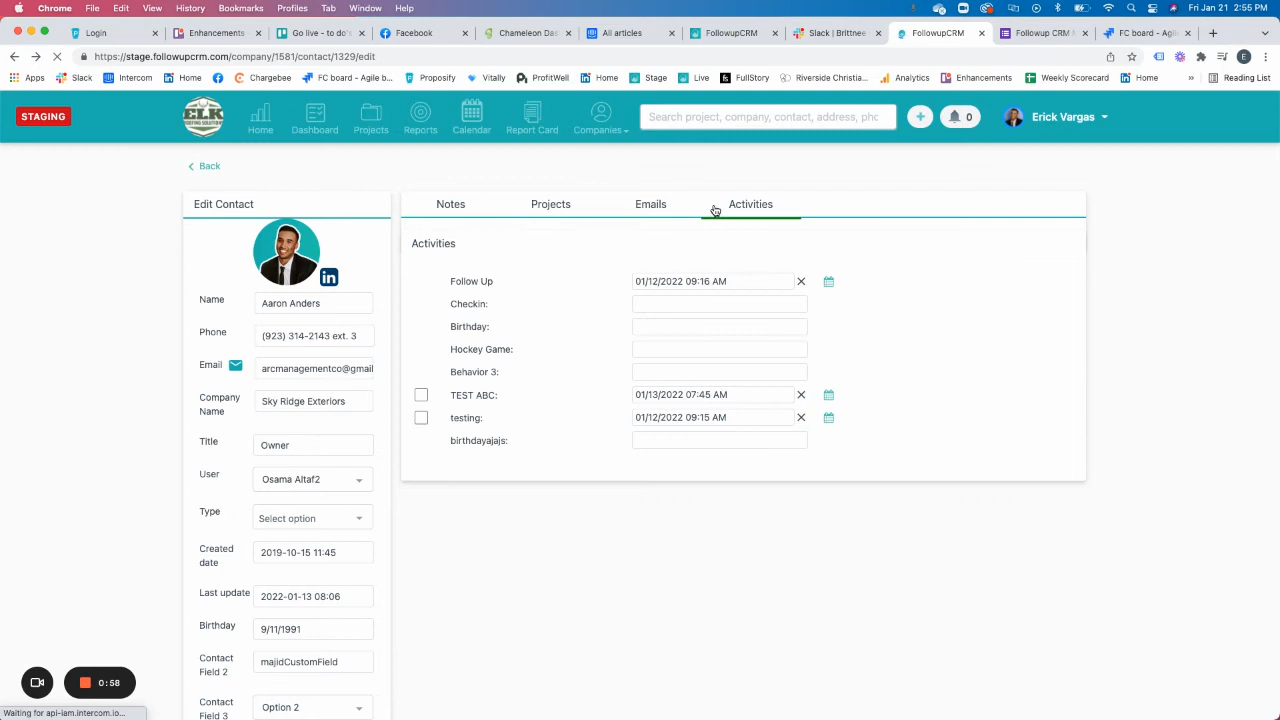 Chrome File Edit View History Bookmarks Profiles Tab Window Help Fri Jan 21 2:55 PM
Login Enhancements Go live - to do's Facebook Chameleon Das All articles FollowupCRM Slack | Brittne FollowupCRM Followup CRM FC board - Agile
https://stage.followupcrm.com/company/1581/contact/1329/edit
Apps Slack Intercom Home Chargebee FC board - Agile b... Proposify Vitally ProfitWell Home Stage Live FullStory Riverside Christia... Analytics Enhancements Weekly Scorecard Home » Reading List
STAGING
ELK
Home Dashboard Projects Reports Calendar Report Card Companies
Search project, company, contact, address, pho
0
Erick Vargas
Back
Edit Contact
Name Aaron Anders
Phone (923) 314-2143 ext. 3
Email arcmanagementco@gmail
Company Name Sky Ridge Exteriors
Title Owner
User Osama Altaf2
Type Select option
Created date 2019-10-15 11:45
Last update 2022-01-13 08:06
Birthday 9/11/1991
Contact Field 2 majidCustomField
Contact Field 3 Option 2
Notes Projects Emails Activities
Activities
Follow Up 01/12/2022 09:16 AM
Checkin:
Birthday:
Hockey Game:
Behavior 3:
TEST ABC: 01/13/2022 07:45 AM
testing: 01/12/2022 09:15 AM
birthdayajajs:
0:58
Waiting for api-iam.intercom.io...